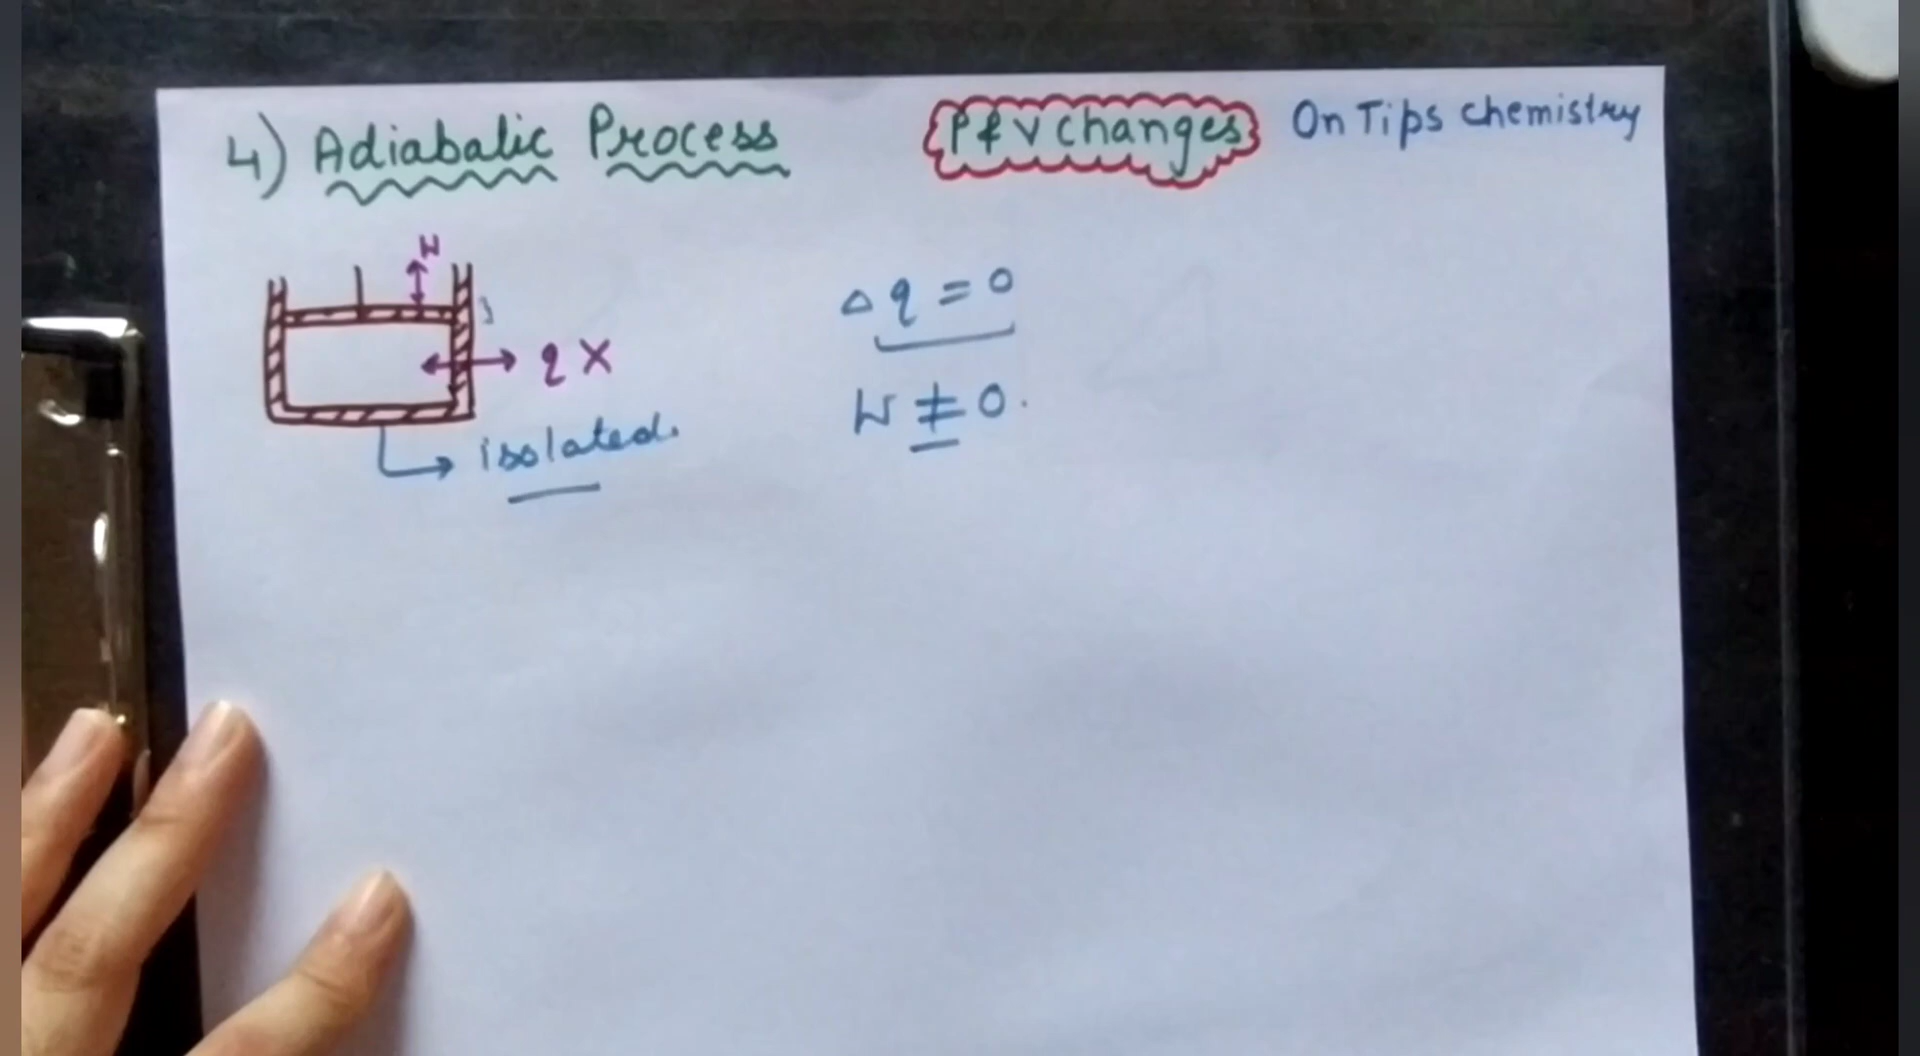 4) Adiabatic Process P & V changes On Tips chemistry
W
q X
isolated.
Δq = 0
W ≠ 0.